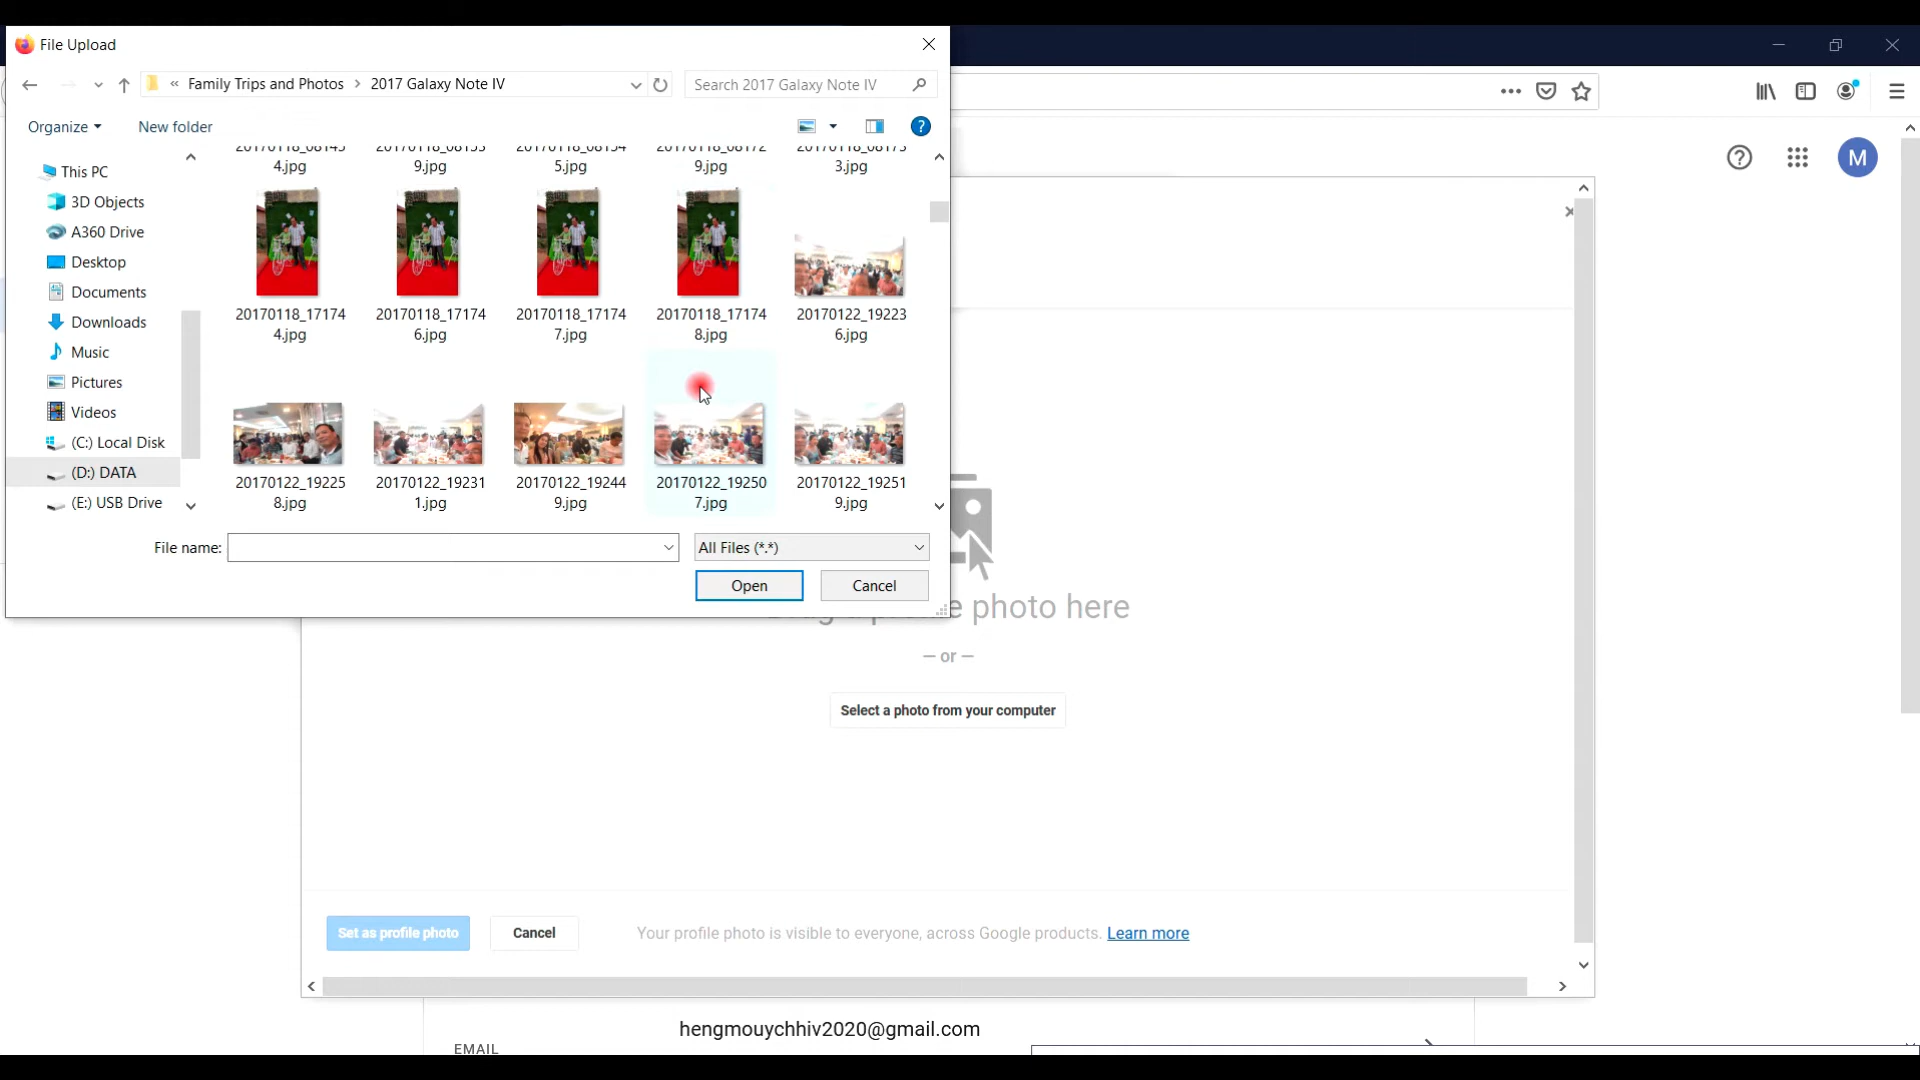 File Upload
« Family Trips and Photos > 2017 Galaxy Note IV
Search 2017 Galaxy Note IV
Organize
New folder
This PC
3D Objects
A360 Drive
Desktop
Documents
Downloads
Music
Pictures
Videos
(C:) Local Disk
(D:) DATA
(E:) USB Drive
4.jpg 9.jpg 5.jpg 9.jpg 3.jpg
20170118_17174 20170118_17174 20170118_17174 20170118_17174 20170122_19223
4.jpg 6.jpg 7.jpg 8.jpg 6.jpg
20170122_19225 20170122_19231 20170122_19244 20170122_19250 20170122_19251
8.jpg 1.jpg 9.jpg 7.jpg 9.jpg
File name:
All Files (*.*)
Open
Cancel
M
photo here
— or —
Select a photo from your computer
Set as profile photo
Cancel
Your profile photo is visible to everyone, across Google products. Learn more
hengmouychhiv2020@gmail.com
EMAIL